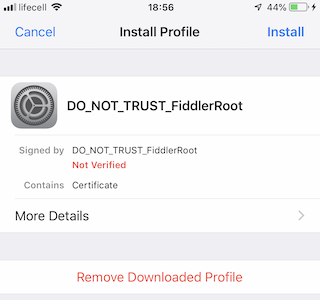 lifecell 18:56 44%
Cancel Install Profile Install
DO_NOT_TRUST_FiddlerRoot
Signed by DO_NOT_TRUST_FiddlerRoot
Not Verified
Contains Certificate
More Details
Remove Downloaded Profile